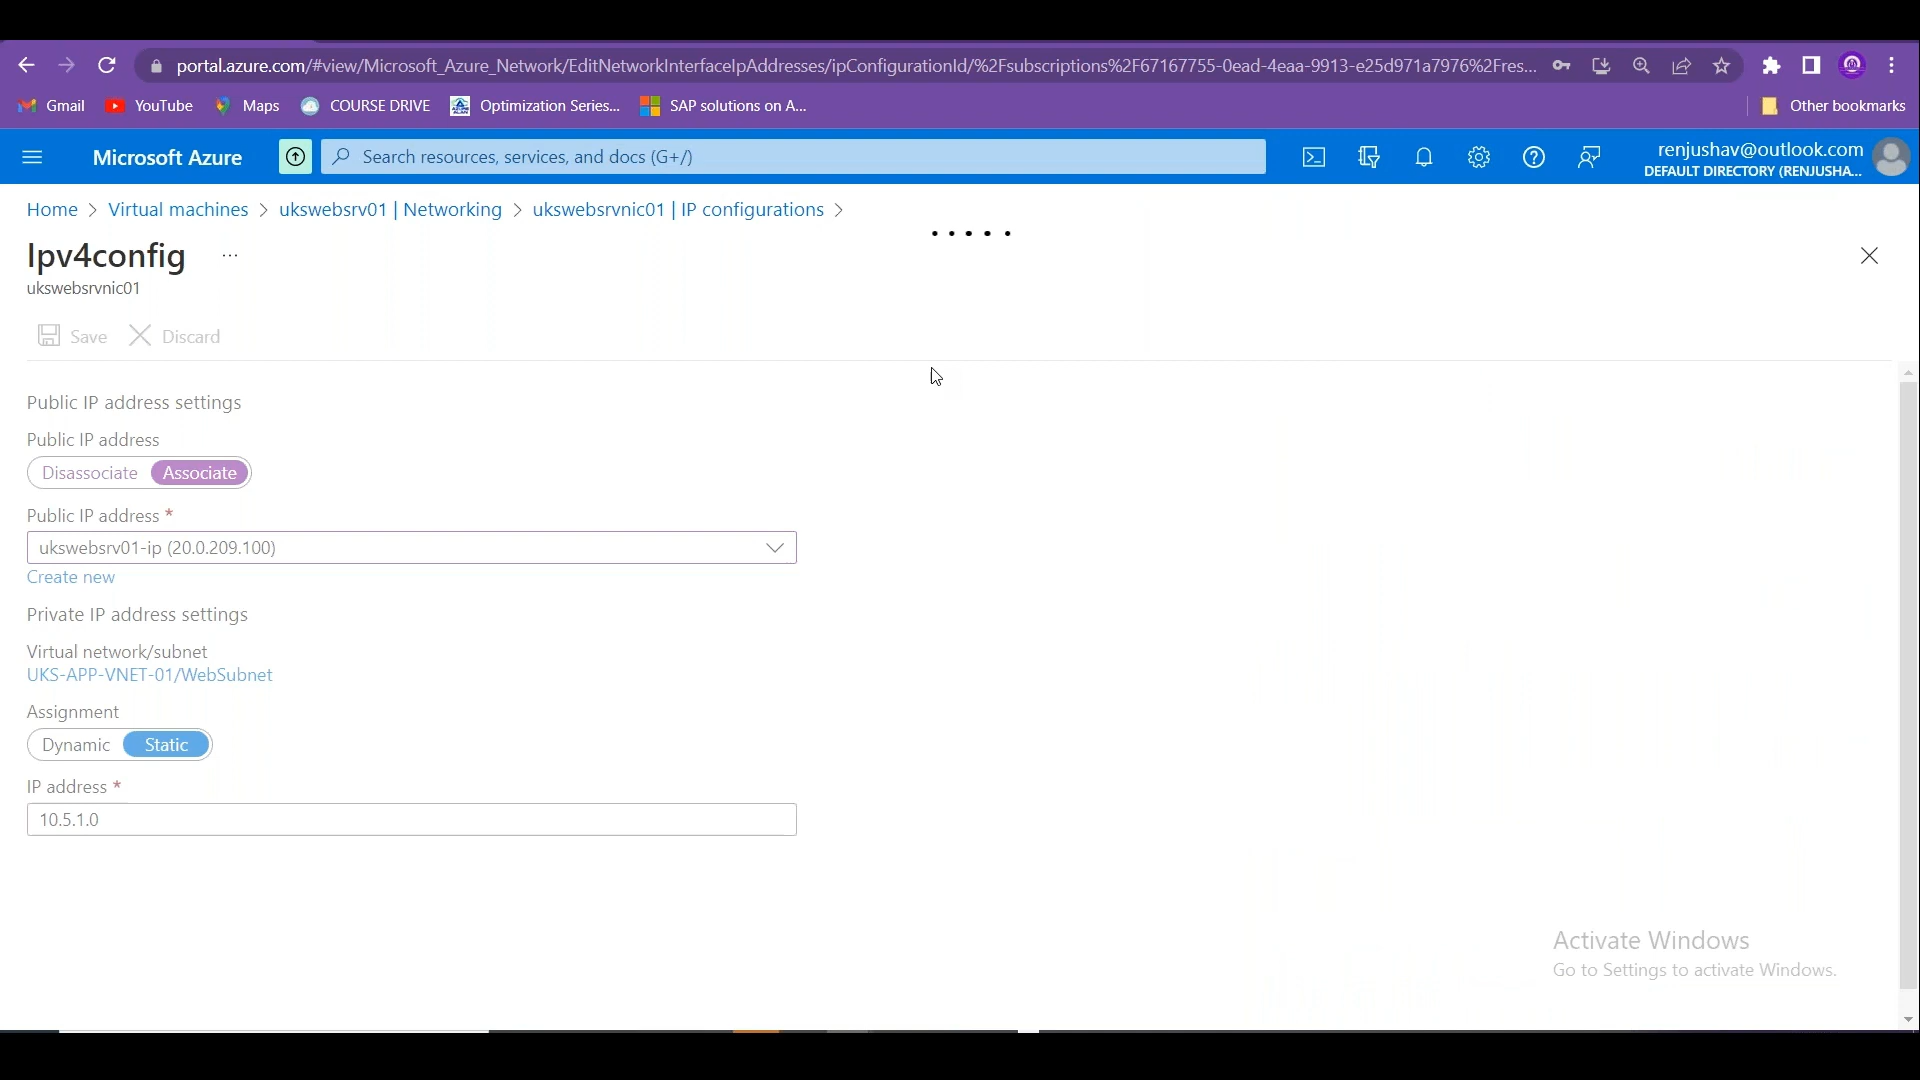 portal.azure.com/#view/Microsoft_Azure_Network/EditNetworkInterfaceIpAddresses/ipConfigurationId/%2Fsubscriptions%2F67167755-0ead-4eaa-9913-e25d971a7976%2Fres...
Gmail YouTube Maps COURSE DRIVE Optimization Series... SAP solutions on A... Other bookmarks
Microsoft Azure Search resources, services, and docs (G+/) renjushav@outlook.com
DEFAULT DIRECTORY (RENJUSHA...
Home > Virtual machines > ukswebsrv01 | Networking > ukswebsrvnic01 | IP configurations >
Ipv4config ...
ukswebsrvnic01
Save Discard
Public IP address settings
Public IP address
Disassociate Associate
Public IP address *
ukswebsrv01-ip (20.0.209.100)
Create new
Private IP address settings
Virtual network/subnet
UKS-APP-VNET-01/WebSubnet
Assignment
Dynamic Static
IP address *
10.5.1.0
Activate Windows
Go to Settings to activate Windows.